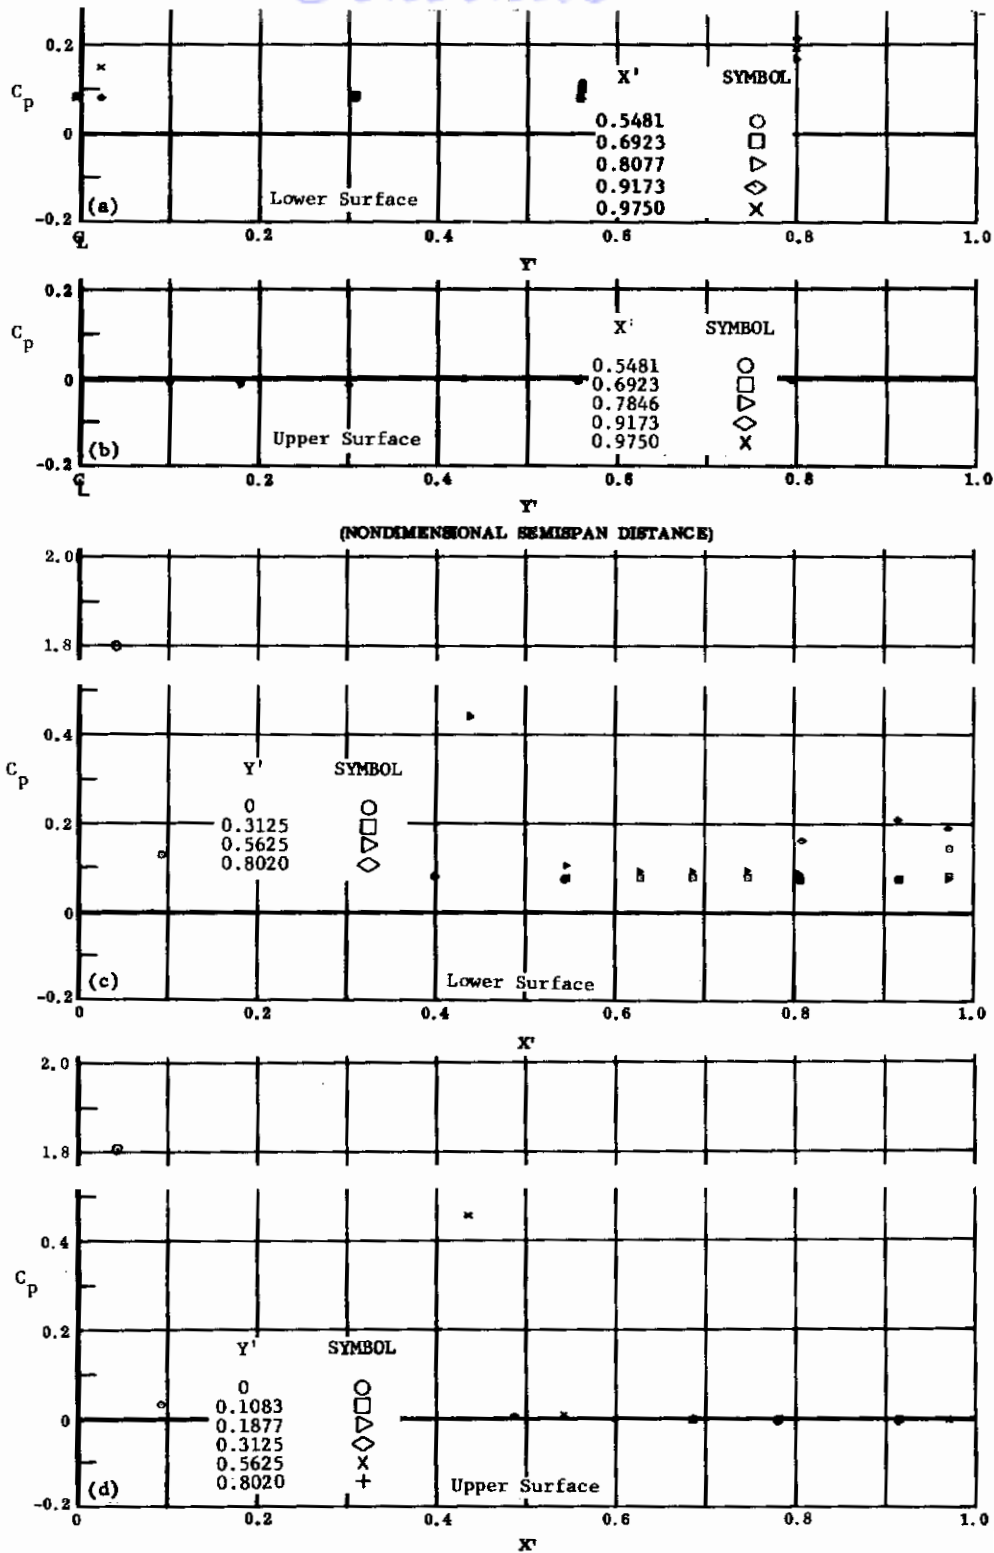 0.2
X' SYMBOL
C_p
0.5481 ○
0 0.6923 □
0.8077 ▷
0.9173 ◇
(a) Lower Surface 0.9750 ×
-0.2
℄ 0.2 0.4 0.6 0.8 1.0
Y'
0.2
X' SYMBOL
C_p
0.5481 ○
0 0.6923 □
0.7846 ▷
0.9173 ◇
(b) Upper Surface 0.9750 ×
-0.2
℄ 0.2 0.4 0.6 0.8 1.0
Y'
(NONDIMENSIONAL SEMISPAN DISTANCE)
2.0
1.8
0.4
C_p Y' SYMBOL
0 ○
0.2 0.3125 □
0.5625 ▷
0.8020 ◇
0
(c) Lower Surface
-0.2
0 0.2 0.4 0.6 0.8 1.0
X'
2.0
1.8
0.4
C_p
0.2
Y' SYMBOL
0 ○
0.1083 □
0 0.1877 ▷
0.3125 ◇
0.5625 ×
0.8020 +
(d) Upper Surface
-0.2
0 0.2 0.4 0.6 0.8 1.0
X'